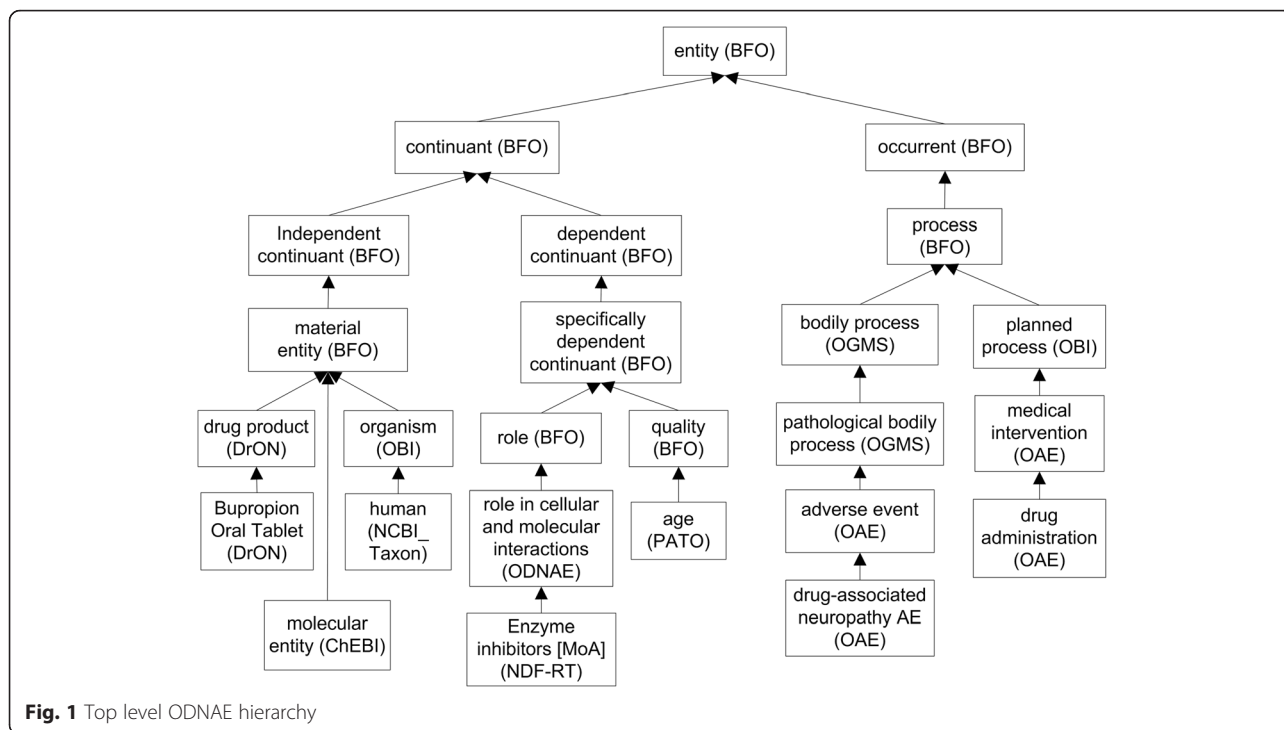 entity (BFO)
continuant (BFO)
occurrent (BFO)
Independent
continuant (BFO)
dependent
continuant (BFO)
process
(BFO)
material
entity (BFO)
specifically
dependent
continuant (BFO)
bodily process
(OGMS)
planned
process (OBI)
drug product
(DrON)
organism
(OBI)
role (BFO)
quality
(BFO)
pathological bodily
process (OGMS)
medical
intervention
(OAE)
Bupropion
Oral Tablet
(DrON)
human
(NCBI_
Taxon)
role in cellular
and molecular
interactions
(ODNAE)
age
(PATO)
adverse event
(OAE)
drug
administration
(OAE)
molecular
entity (ChEBI)
Enzyme
inhibitors [MoA]
(NDF-RT)
drug-associated
neuropathy AE
(OAE)
Fig. 1 Top level ODNAE hierarchy